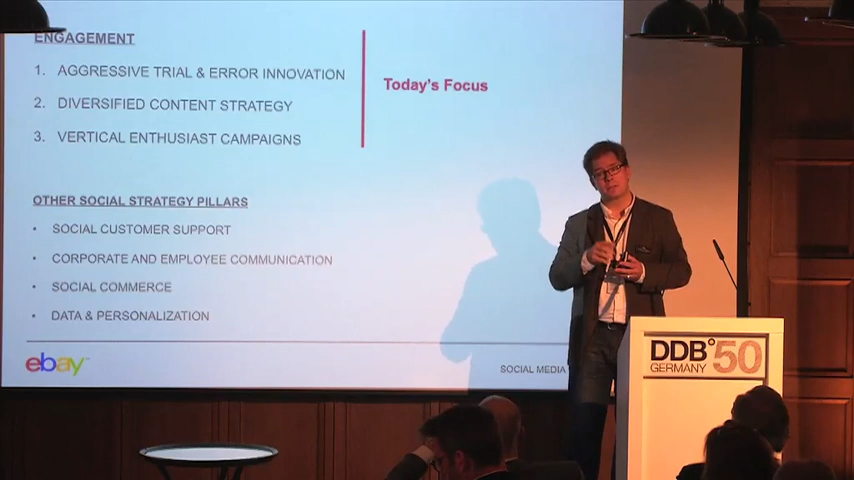 ENGAGEMENT
1. AGGRESSIVE TRIAL & ERROR INNOVATION
2. DIVERSIFIED CONTENT STRATEGY
3. VERTICAL ENTHUSIAST CAMPAIGNS
Today's Focus
OTHER SOCIAL STRATEGY PILLARS
• SOCIAL CUSTOMER SUPPORT
• CORPORATE AND EMPLOYEE COMMUNICATION
• SOCIAL COMMERCE
• DATA & PERSONALIZATION
ebay™
SOCIAL MEDIA
DDB°50
GERMANY